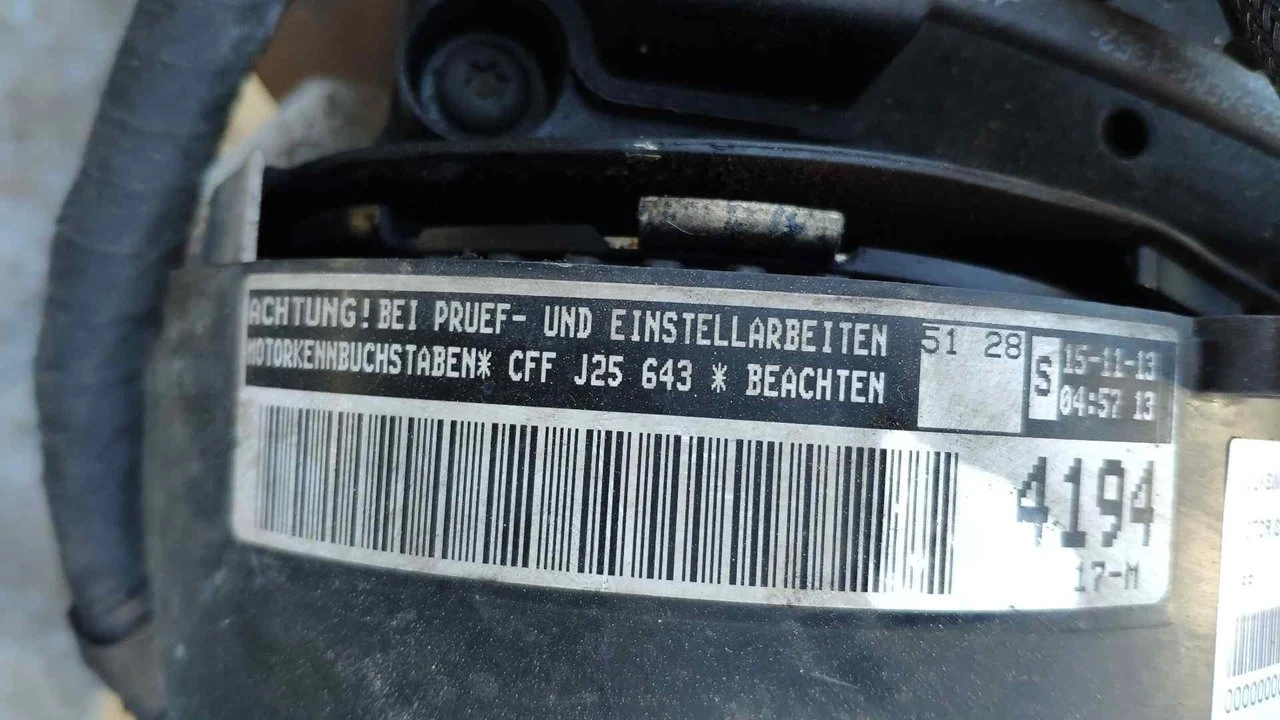 ACHTUNG! BEI PRUEF- UND EINSTELLARBEITEN
MOTORKENNBUCHSTABEN* CFF J25 643 * BEACHTEN
51 28
S
15-11-13
04:57 13
4194
17-M